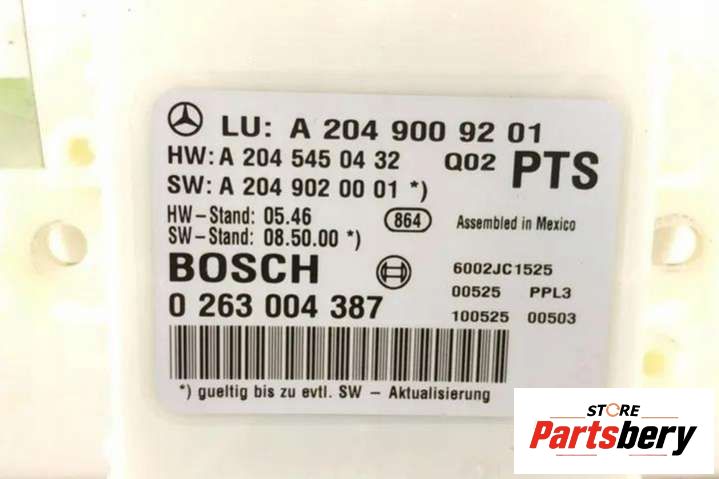 LU: A 204 900 92 01
HW: A 204 545 04 32 Q02 PTS
SW: A 204 902 00 01 *)
HW-Stand: 05.46
SW-Stand: 08.50.00 *)
864
Assembled in Mexico
BOSCH
6002JC1525
0 263 004 387
00525 PPL3
100525 00503
*) gueltig bis zu evtl. SW - Aktualisierung
STORE
Partsbery